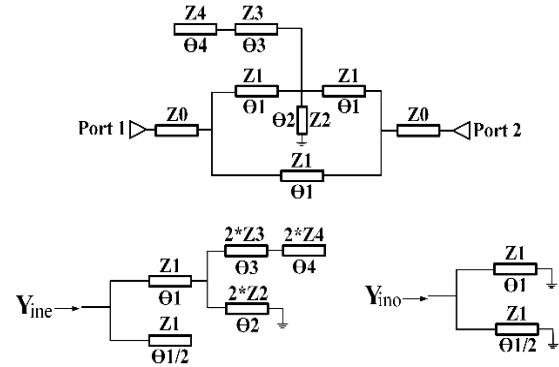 Z4 Z3
Θ4 Θ3
Z1 Z1
Θ1 Θ2 Z2 Θ1
Port 1 Z0 Z0 Port 2
Z1
Θ1
2*Z3 2*Z4
Z1 Θ3 Θ4
Θ1 2*Z2
Yine Θ2
Z1
Θ1/2
Z1
Θ1
Yino
Z1
Θ1/2